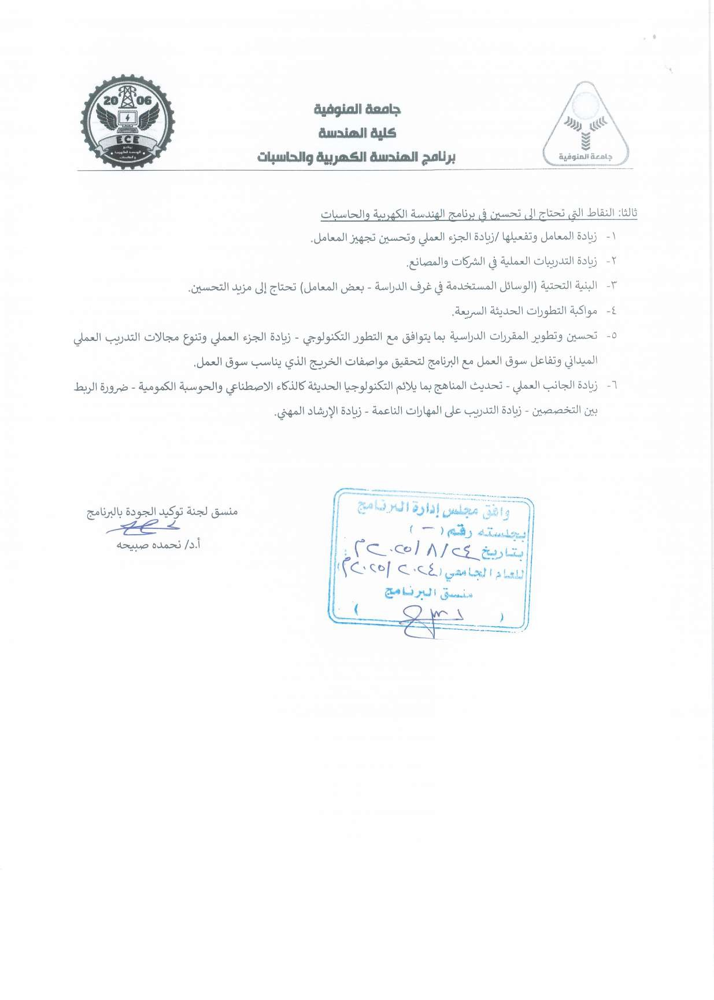 جامعة المنوفية
كلية الهندسة
برنامج الهندسة الكهربية والحاسبات
20 06
ECE
برنامج
الهندسة الكهربية
والحاسبات
جامعة المنوفية
ثالثا: النقاط التي تحتاج الى تحسين في برنامج الهندسة الكهربية والحاسبات
١- زيادة المعامل وتفعيلها /زيادة الجزء العملي وتحسين تجهيز المعامل.
٢- زيادة التدريبات العملية في الشركات والمصانع.
٣- البنية التحتية (الوسائل المستخدمة في غرف الدراسة - بعض المعامل) تحتاج إلى مزيد التحسين.
٤- مواكبة التطورات الحديثة السريعة.
٥- تحسين وتطوير المقررات الدراسية بما يتوافق مع التطور التكنولوجي - زيادة الجزء العملي وتنوع مجالات التدريب العملي
الميداني وتفاعل سوق العمل مع البرنامج لتحقيق مواصفات الخريج الذي يناسب سوق العمل.
٦- زيادة الجانب العملي - تحديث المناهج بما يلائم التكنولوجيا الحديثة كالذكاء الاصطناعي والحوسبة الكمومية - ضرورة الربط
بين التخصصين - زيادة التدريب على المهارات الناعمة - زيادة الإرشاد المهني.
منسق لجنة توكيد الجودة بالبرنامج
أ.د/ نحمده صبيحه
وافق مجلس إدارة البرنامج
بجلسته رقم ( - )
بتاريخ ٢٤ / ٨ / ٢٠٢٥م
للعام الجامعي (٢٠٢٤ / ٢٠٢٥م)
منسق البرنامج
( )